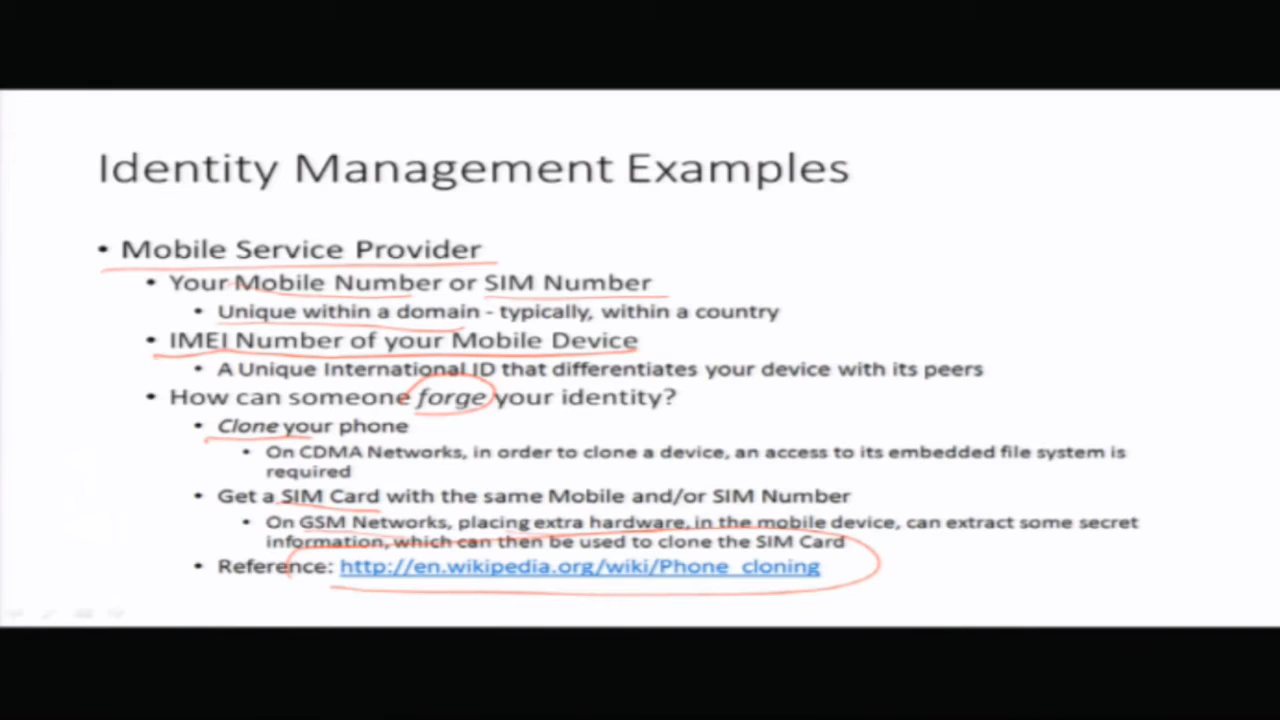 Identity Management Examples
• Mobile Service Provider
• Your Mobile Number or SIM Number
• Unique within a domain - typically, within a country
• IMEI Number of your Mobile Device
• A Unique International ID that differentiates your device with its peers
• How can someone forge your identity?
• Clone your phone
• On CDMA Networks, in order to clone a device, an access to its embedded file system is
required
• Get a SIM Card with the same Mobile and/or SIM Number
• On GSM Networks, placing extra hardware, in the mobile device, can extract some secret
information, which can then be used to clone the SIM Card
• Reference: http://en.wikipedia.org/wiki/Phone_cloning